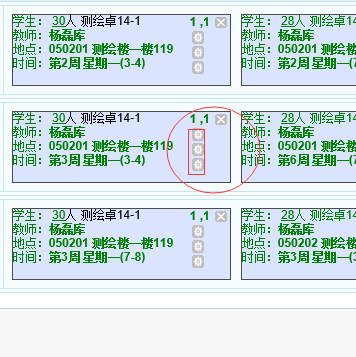 学生： 30人 测绘卓14-1 1 ,1
教师：杨磊库
地点：050201 测绘楼—楼119
时间：第2周 星期一(3-4)
学生： 28人 测绘卓14
教师：杨磊库
地点：050201 测绘
时间：第2周 星期一(7
学生： 30人 测绘卓14-1 1 ,1
教师：杨磊库
地点：050201 测绘楼—楼119
时间：第3周 星期一(3-4)
学生： 28人 测绘卓14
教师：杨磊库
地点：050201 测绘
时间：第6周 星期一(7
学生： 30人 测绘卓14-1 1 ,1
教师：杨磊库
地点：050201 测绘楼—楼119
时间：第3周 星期一(7-8)
学生： 28人 测绘卓14
教师：杨磊库
地点：050202 测绘
时间：第3周 星期一(3